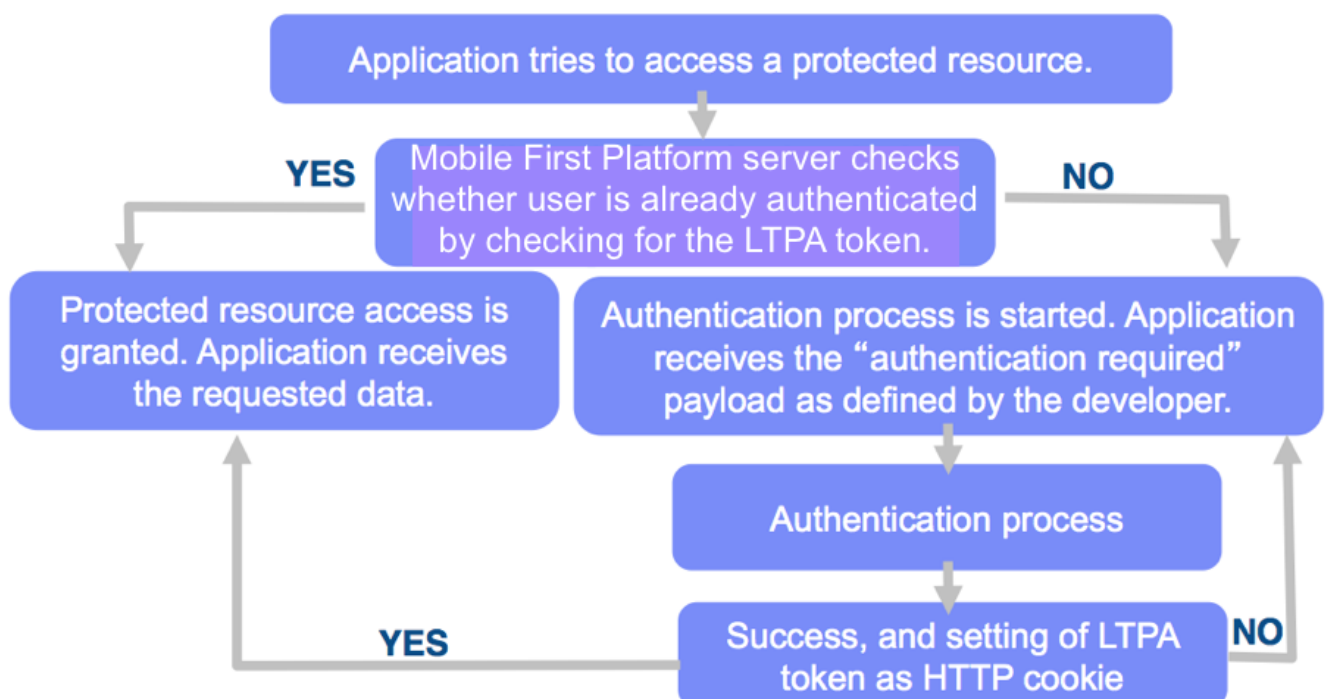 Application tries to access a protected resource.
YES
Mobile First Platform server checks
whether user is already authenticated
by checking for the LTPA token.
NO
Protected resource access is
granted. Application receives
the requested data.
Authentication process is started. Application
receives the “authentication required”
payload as defined by the developer.
Authentication process
YES
Success, and setting of LTPA
token as HTTP cookie
NO